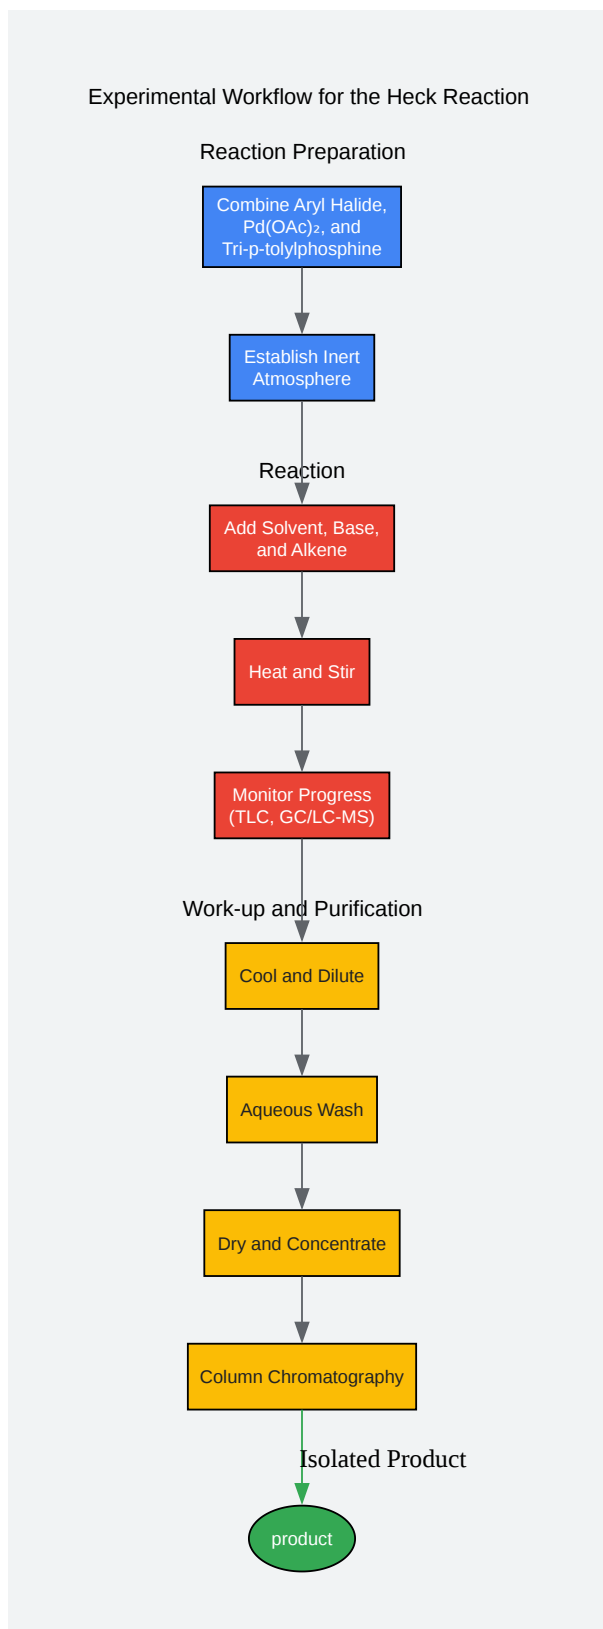 Experimental Workflow for the Heck Reaction
Reaction Preparation
Combine Aryl Halide,
Pd(OAc)₂, and
Tri-p-tolylphosphine
Establish Inert
Atmosphere
Reaction
Add Solvent, Base,
and Alkene
Heat and Stir
Monitor Progress
(TLC, GC/LC-MS)
Work-up and Purification
Cool and Dilute
Aqueous Wash
Dry and Concentrate
Column Chromatography
Isolated Product
product